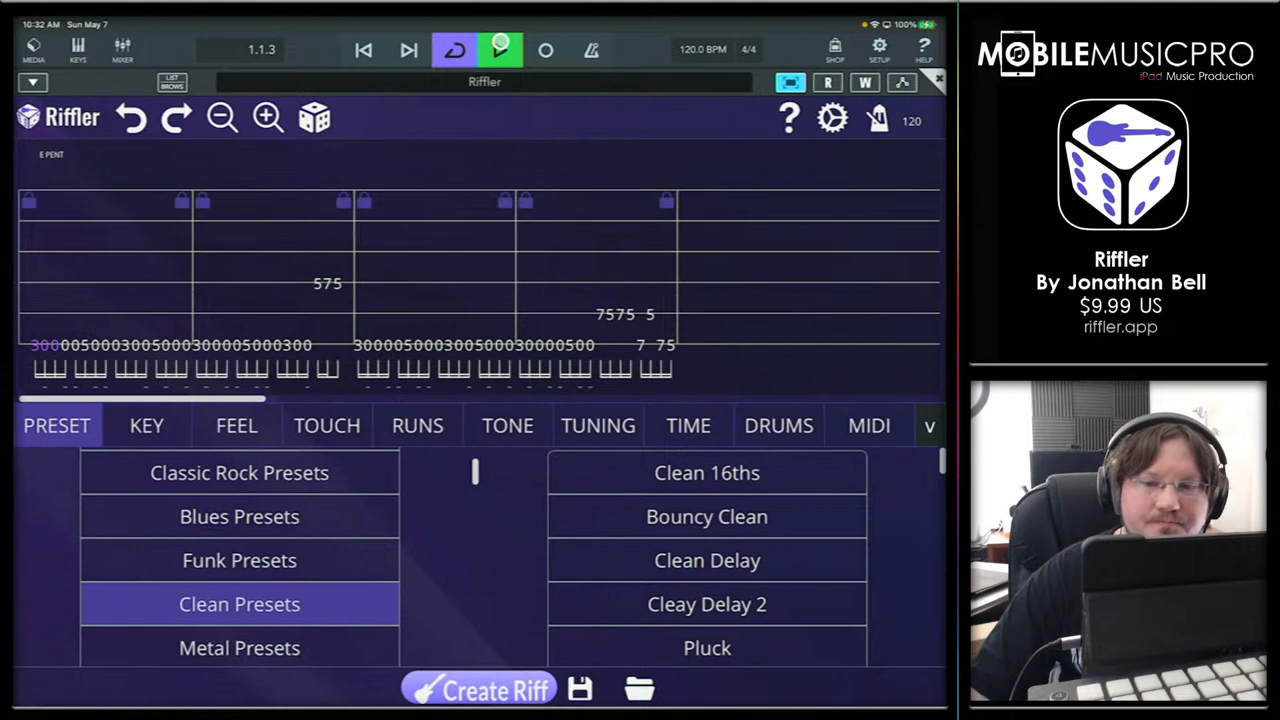 10:32 AM Sun May 7
100%
MEDIA KEYS MIXER
1.1.3
120.0 BPM 4/4
SHOP SETUP HELP
LIST
BROWS
Riffler
R W
Riffler
? 120
E PENT
575
7575 5
300005000300500030000500030 0
30000500030050003000050 0
7 75
PRESET KEY FEEL TOUCH RUNS TONE TUNING TIME DRUMS MIDI v
Classic Rock Presets
Blues Presets
Funk Presets
Clean Presets
Metal Presets
Clean 16ths
Bouncy Clean
Clean Delay
Cleay Delay 2
Pluck
Create Riff
MOBILEMUSICPRO
iPad Music Production
Riffler
By Jonathan Bell
$9.99 US
riffler.app